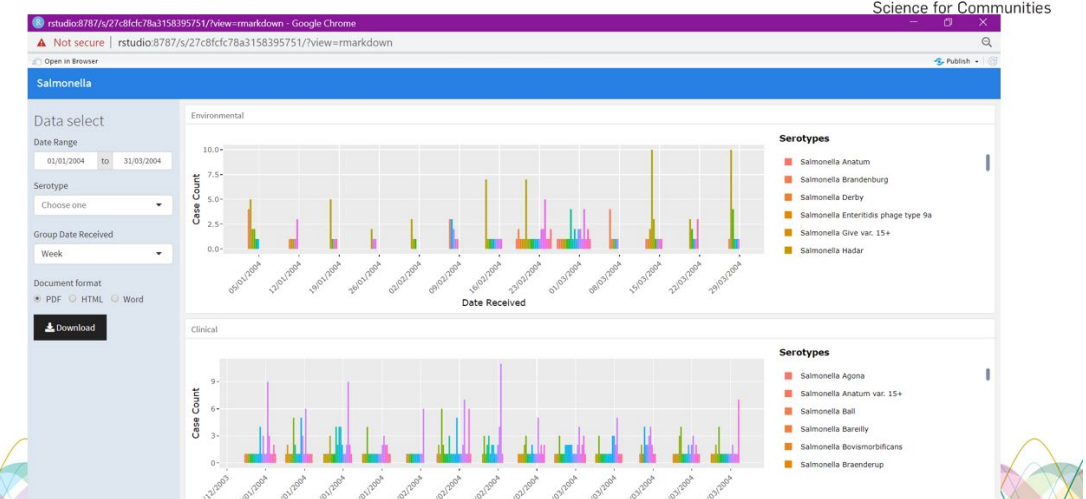 Science for Communities
rstudio:8787/s/27c8fcfc78a3158395751/?view=rmarkdown - Google Chrome
Not secure | rstudio:8787/s/27c8fcfc78a3158395751/?view=rmarkdown
Open in Browser
Publish
Salmonella
Data select
Date Range
01/01/2004 to 31/03/2004
Serotype
Choose one
Group Date Received
Week
Document format
PDF HTML Word
Download
Environmental
Case Count
10.0
7.5
5.0
2.5
0.0
05/01/2004 12/01/2004 19/01/2004 26/01/2004 02/02/2004 09/02/2004 16/02/2004 23/02/2004 01/03/2004 08/03/2004 15/03/2004 22/03/2004 29/03/2004
Date Received
Serotypes
Salmonella Anatum
Salmonella Brandenburg
Salmonella Derby
Salmonella Enteritidis phage type 9a
Salmonella Give var. 15+
Salmonella Hadar
Clinical
Case Count
9
6
3
0
Serotypes
Salmonella Agona
Salmonella Anatum var. 15+
Salmonella Ball
Salmonella Bareilly
Salmonella Bovismorbificans
Salmonella Braenderup